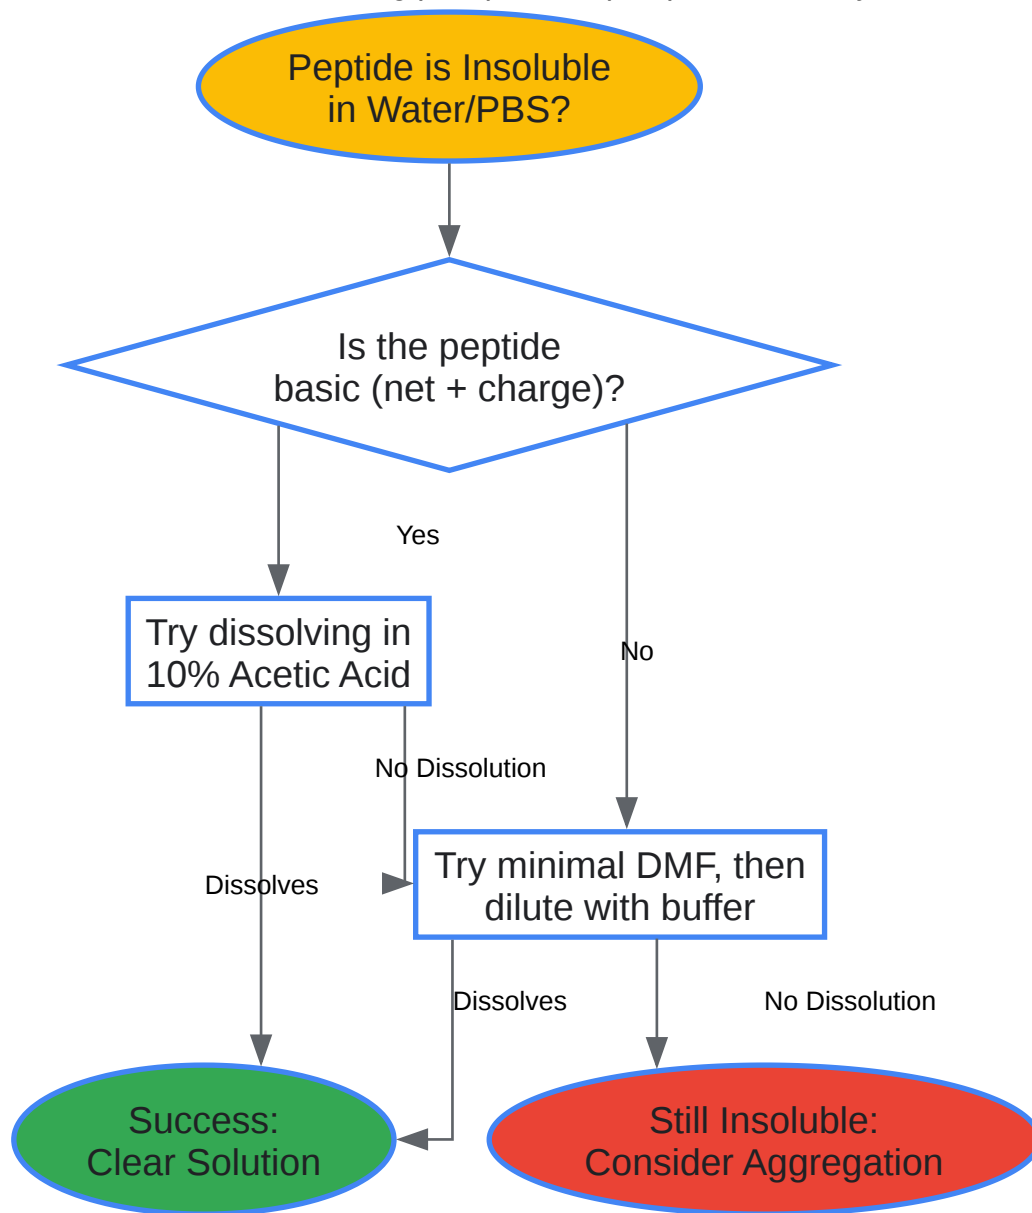 Peptide is Insoluble
in Water/PBS?
Is the peptide
basic (net + charge)?
Yes
Try dissolving in
10% Acetic Acid
No
No Dissolution
Try minimal DMF, then
dilute with buffer
Dissolves
Dissolves
No Dissolution
Success:
Clear Solution
Still Insoluble:
Consider Aggregation